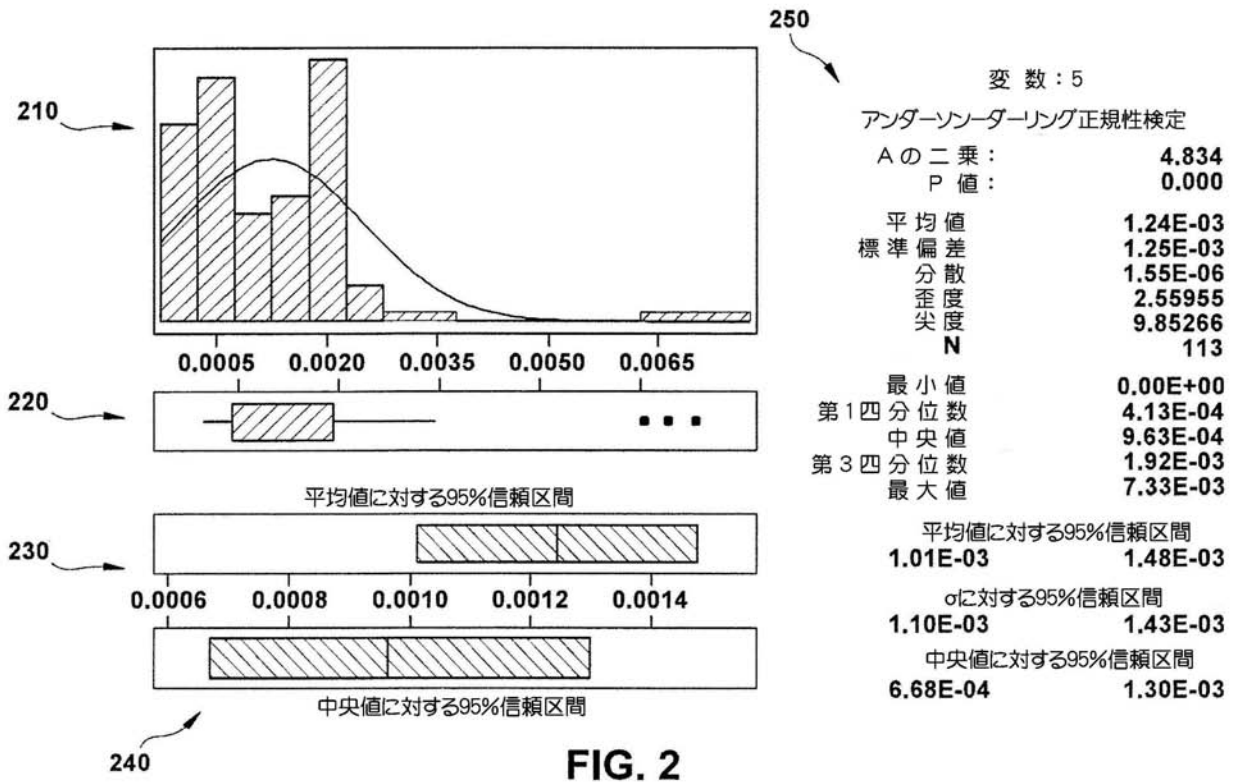 250
変数：5
アンダーソンーダーリング正規性検定
Aの二乗： 4.834
P 値： 0.000
平均値 1.24E-03
標準偏差 1.25E-03
分散 1.55E-06
歪度 2.55955
尖度 9.85266
N 113
最小値 0.00E+00
第1四分位数 4.13E-04
中央値 9.63E-04
第3四分位数 1.92E-03
最大値 7.33E-03
平均値に対する95%信頼区間
1.01E-03 1.48E-03
σに対する95%信頼区間
1.10E-03 1.43E-03
中央値に対する95%信頼区間
6.68E-04 1.30E-03
210
0.0005 0.0020 0.0035 0.0050 0.0065
220
平均値に対する95%信頼区間
230
0.0006 0.0008 0.0010 0.0012 0.0014
中央値に対する95%信頼区間
240
FIG. 2